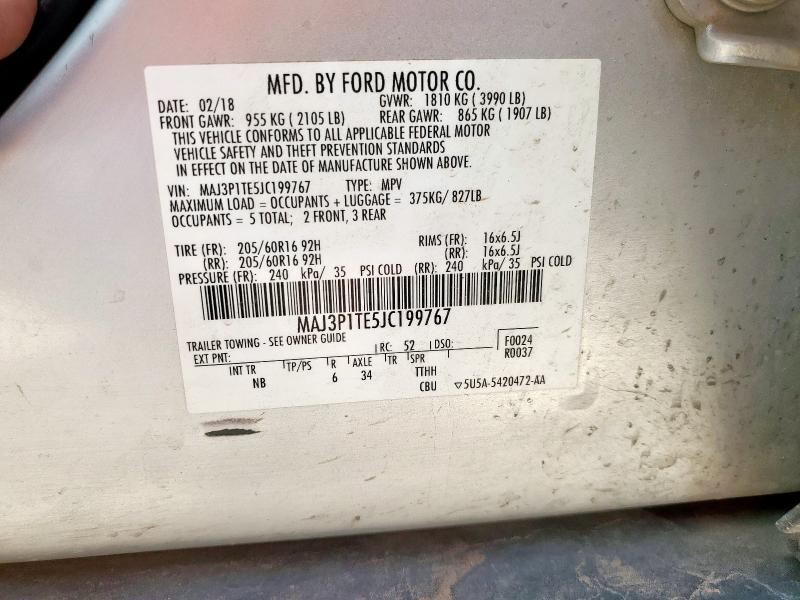 MFD. BY FORD MOTOR CO.
DATE: 02/18 GVWR: 1810 KG ( 3990 LB)
FRONT GAWR: 955 KG ( 2105 LB) REAR GAWR: 865 KG ( 1907 LB)
THIS VEHICLE CONFORMS TO ALL APPLICABLE FEDERAL MOTOR
VEHICLE SAFETY AND THEFT PREVENTION STANDARDS
IN EFFECT ON THE DATE OF MANUFACTURE SHOWN ABOVE.
VIN: MAJ3P1TE5JC199767 TYPE: MPV
MAXIMUM LOAD = OCCUPANTS + LUGGAGE = 375KG/ 827LB
OCCUPANTS = 5 TOTAL; 2 FRONT, 3 REAR
TIRE (FR): 205/60R16 92H RIMS (FR): 16x6.5J
(RR): 205/60R16 92H (RR): 16x6.5J
PRESSURE (FR): 240 kPa/ 35 PSI COLD (RR): 240 kPa/ 35 PSI COLD
MAJ3P1TE5JC199767
TRAILER TOWING - SEE OWNER GUIDE
EXT PNT: RC: 52 DSO: F0024
R0037
INT TR TP/PS R AXLE TR SPR
NB 6 34 TTHH
CBU ▽5U5A-5420472-AA